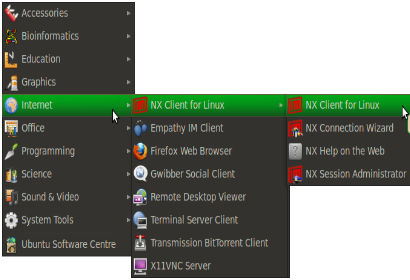 Accessories
Bioinformatics
Education
Graphics
Internet
Office
Programming
Science
Sound & Video
System Tools
Ubuntu Software Centre
NX Client for Linux
Empathy IM Client
Firefox Web Browser
Gwibber Social Client
Remote Desktop Viewer
Terminal Server Client
Transmission BitTorrent Client
X11VNC Server
NX Client for Linux
NX Connection Wizard
NX Help on the Web
NX Session Administrator